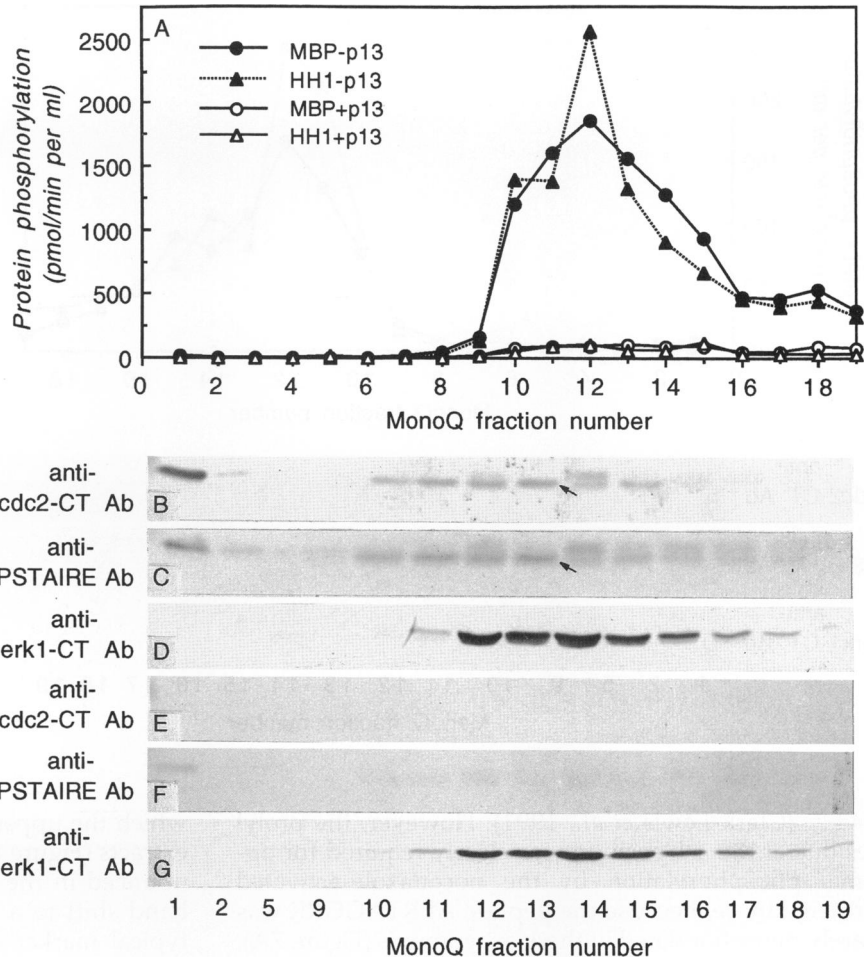 A
MBP-p13
HH1-p13
MBP+p13
HH1+p13
Protein phosphorylation
(pmol/min per ml)
2500
2000
1500
1000
500
0
0 2 4 6 8 10 12 14 16 18
MonoQ fraction number
anti-
cdc2-CT Ab B
anti-
PSTAIRE Ab C
anti-
erk1-CT Ab D
anti-
cdc2-CT Ab E
anti-
PSTAIRE Ab F
anti-
erk1-CT Ab G
1 2 5 9 10 11 12 13 14 15 16 17 18 19
MonoQ fraction number